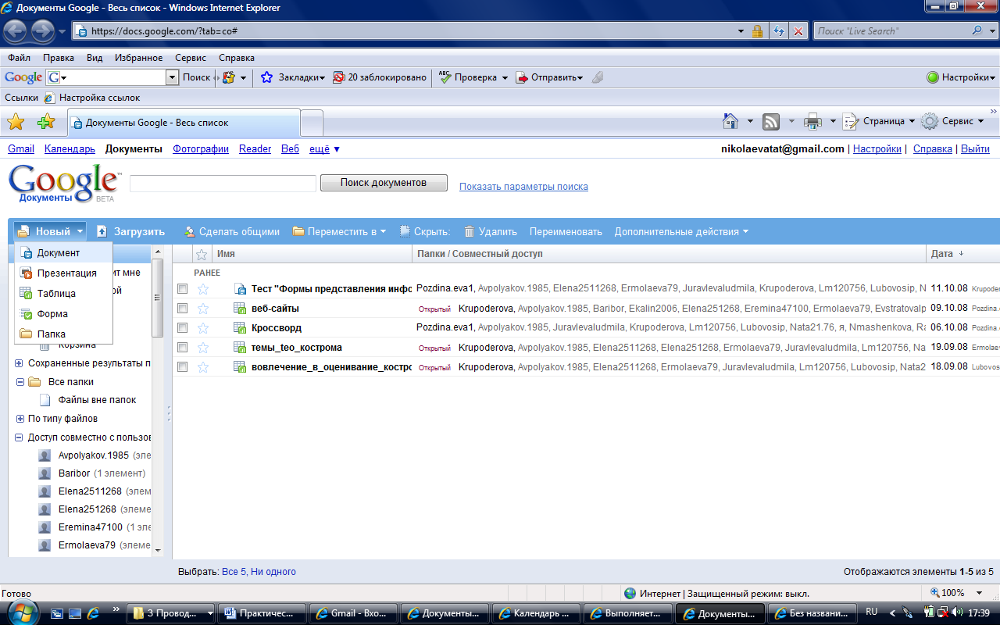 Документы Google - Весь список - Windows Internet Explorer
https://docs.google.com/?tab=co#
Поиск "Live Search"
Файл Правка Вид Избранное Сервис Справка
Google G Поиск Закладки 20 заблокировано ABC Проверка Отправить Настройки
Ссылки Настройка ссылок
Документы Google - Весь список Страница Сервис
Gmail Календарь Документы Фотографии Reader Веб ещё ▼ nikolaevatat@gmail.com | Настройки | Справка | Выйти
Google™ Документы BETA
Поиск документов Показать параметры поиска
Новый Загрузить Сделать общими Переместить в Скрыть: Удалить Переименовать Дополнительные действия
Документ
Презентация
Таблица
Форма
Папка
ит мне
ой
Корзина
Сохраненные результаты п
Все папки
Файлы вне папок
По типу файлов
Доступ совместно с пользов
Avpolyakov.1985 (эле
Baribor (1 элемент)
Elena2511268 (элем
Elena251268 (элем
Eremina47100 (1 эле
Ermolaeva79 (элеме
Имя Папки / Совместный доступ Дата
РАНЕЕ
Тест "Формы представления инфо Pozdina.eva1, Avpolyakov.1985, Elena2511268, Ermolaeva79, Juravlevaludmila, Krupoderova, Lm120756, Lubovosip, N 11.10.08 Krupoder
веб-сайты Открытый Krupoderova, Avpolyakov.1985, Baribor, Ekalin2006, Elena251268, Eremina47100, Ermolaeva79, Evstratovalp 09.10.08 Pozdina.e
Кроссворд Pozdina.eva1, Avpolyakov.1985, Juravlevaludmila, Krupoderova, Lm120756, Lubovosip, Nata21.76, я, Nmashenkova, Ra 06.10.08 Pozdina.e
темы_teo_кострома Открытый Krupoderova, Avpolyakov.1985, Elena2511268, Ermolaeva79, Juravlevaludmila, Lm120756, Na 19.09.08 Ermolae
вовлечение_в_оценивание_костро Открытый Krupoderova, Avpolyakov.1985, Elena2511268, Ermolaeva79, Juravlevaludmila, Lm120756, Lubovosip, Nata2 18.09.08 Lubovos
Выбрать: Все 5, Ни одного Отображаются элементы 1-5 из 5
Готово Интернет | Защищенный режим: выкл. 100%
3 Провод... Практичес... Gmail - Вхо... Документы... Календарь ... Выполняет... Документы... Без названи... RU 17:39